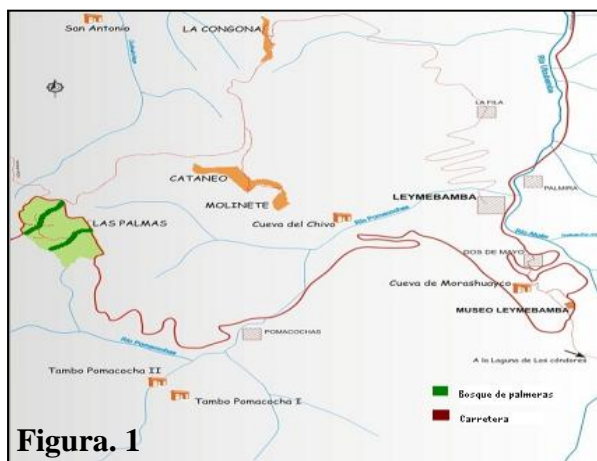 San Antonio
LA CONGONA
Río Utcubamba
LA FILA
CATANEO
MOLINETE
LEYMEBAMBA
PALMIRA
LAS PALMAS
Cueva del Chivo
Río Pomacochas
DOS DE MAYO
Cueva de Morashuayco
MUSEO LEYMEBAMBA
POMACOCHAS
Río Pomacochas
A la Laguna de Los cóndores
Tambo Pomacocha II
Tambo Pomacocha I
Bosque de palmeras
Carretera
Figura. 1